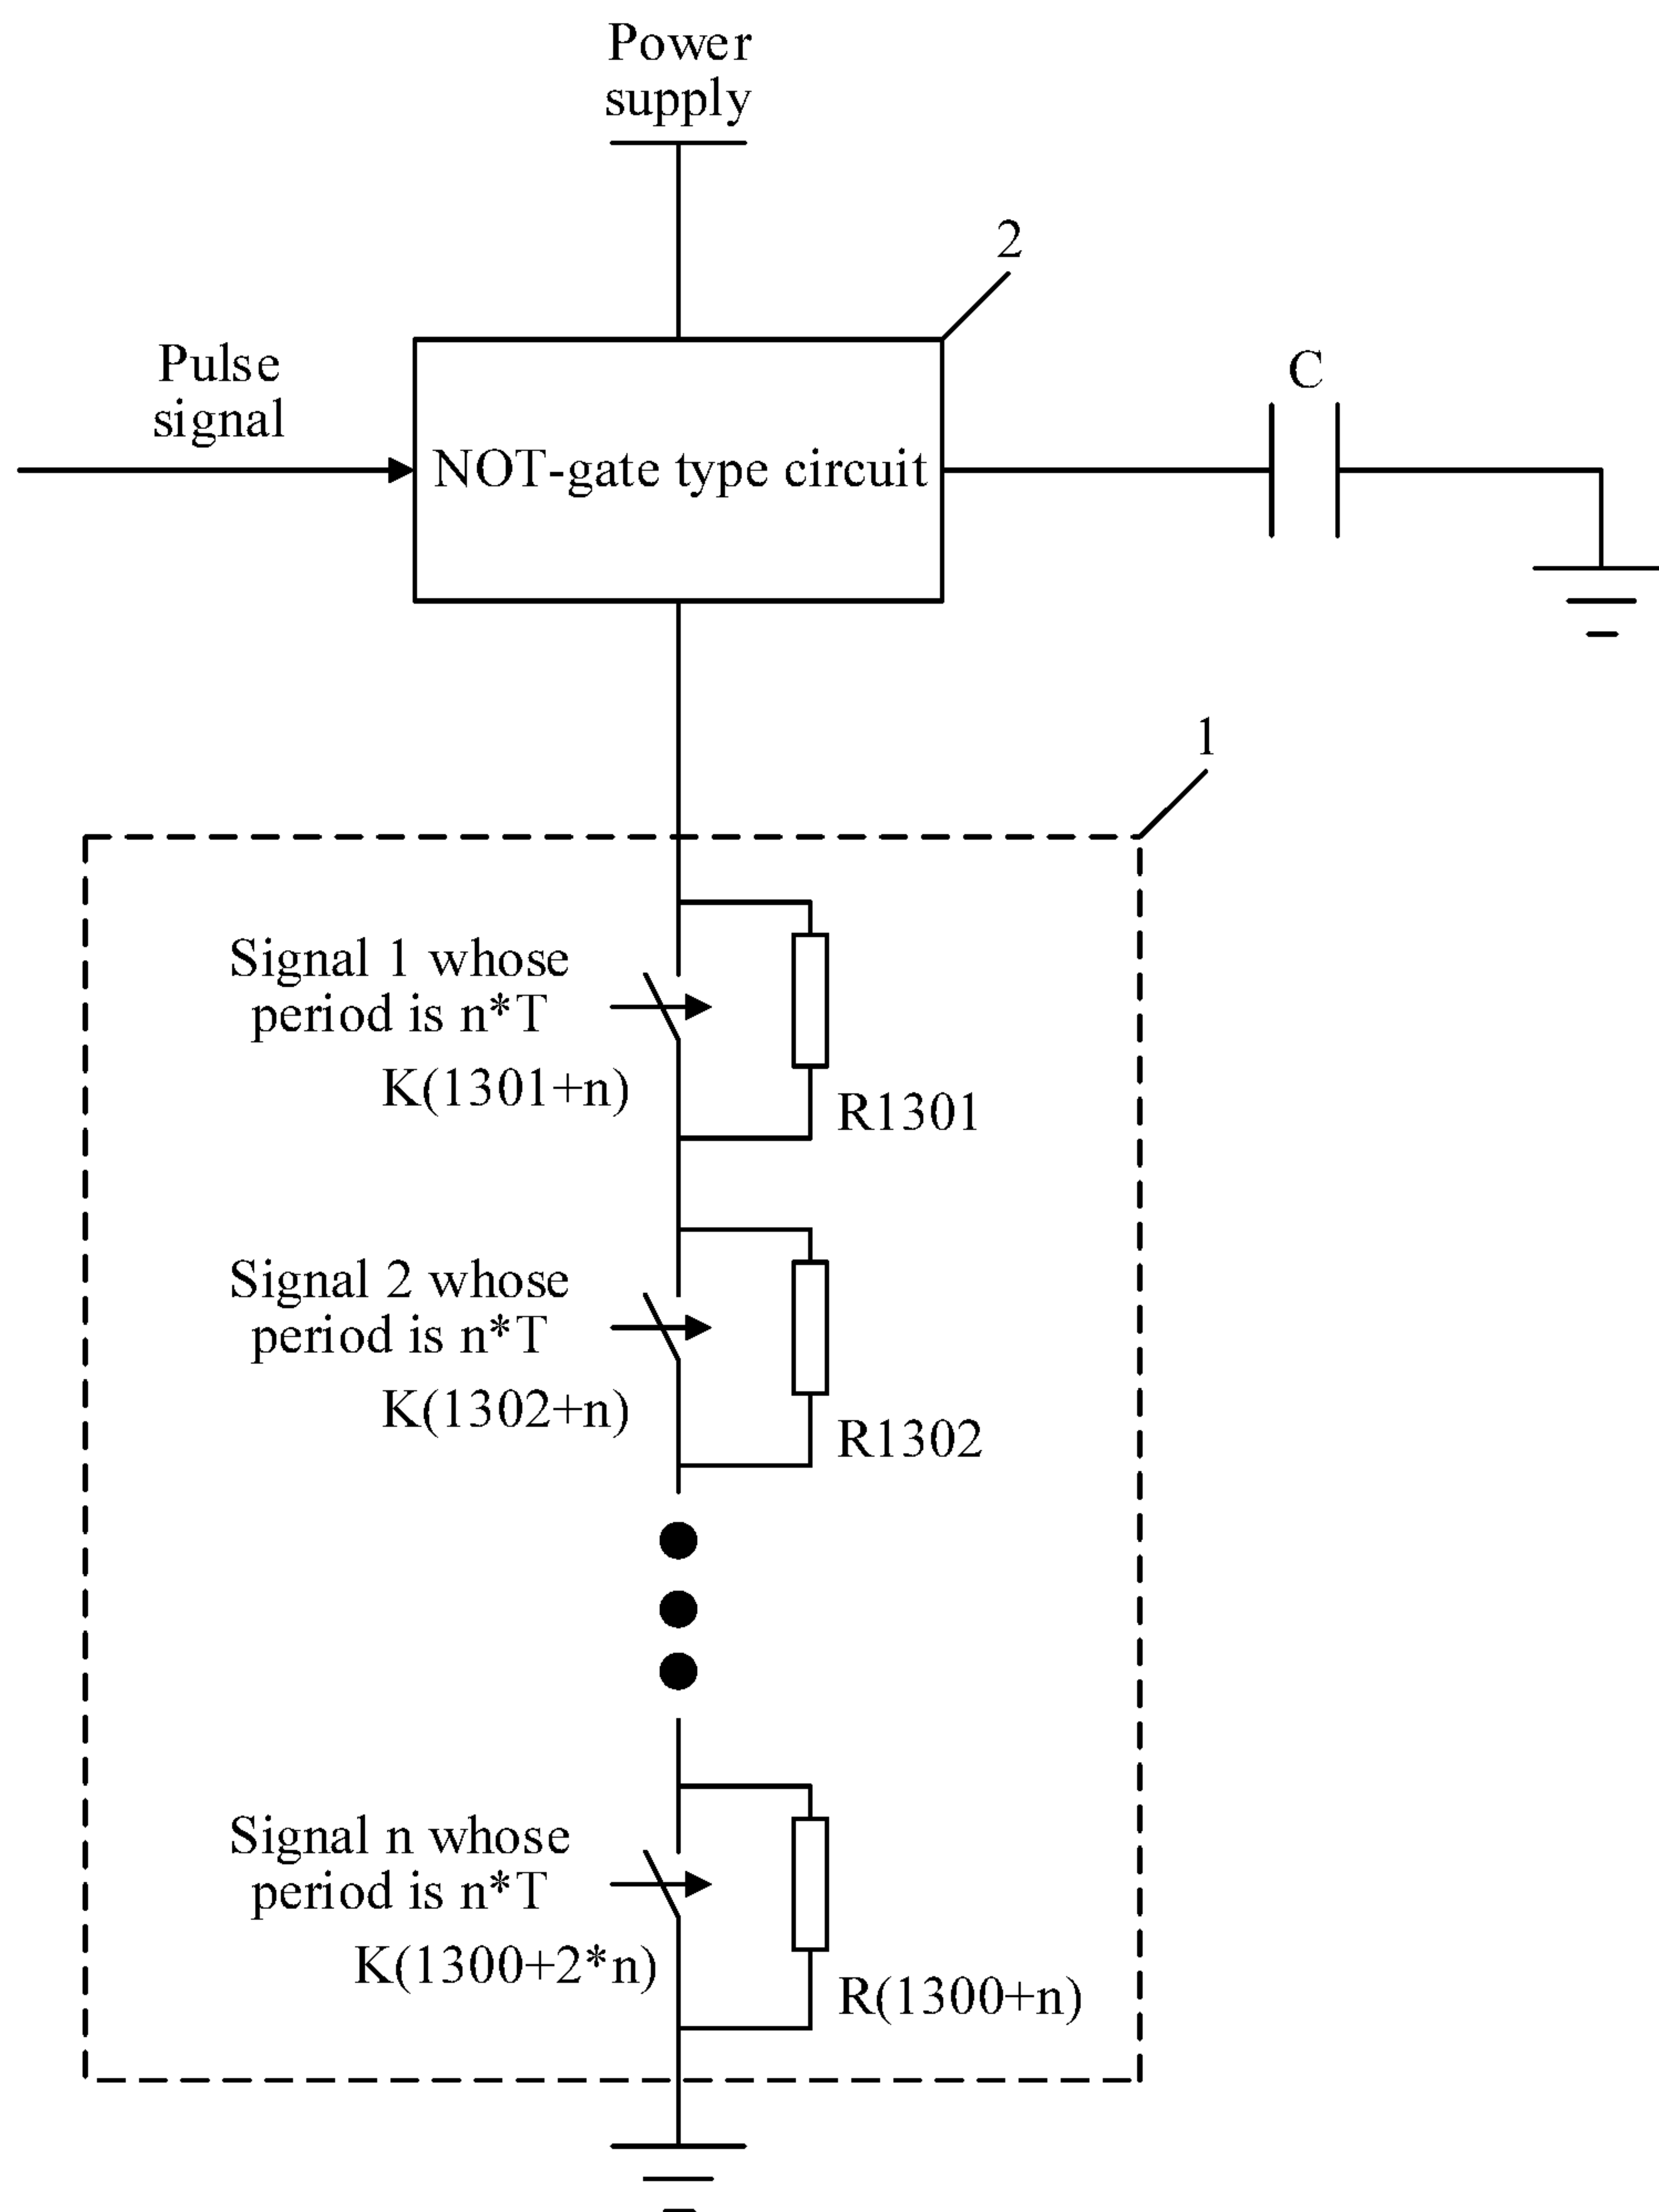 Power
supply
2
Pulse
signal
C
NOT-gate type circuit
1
Signal 1 whose
period is n*T
K(1301+n)
R1301
Signal 2 whose
period is n*T
K(1302+n)
R1302
Signal n whose
period is n*T
K(1300+2*n)
R(1300+n)